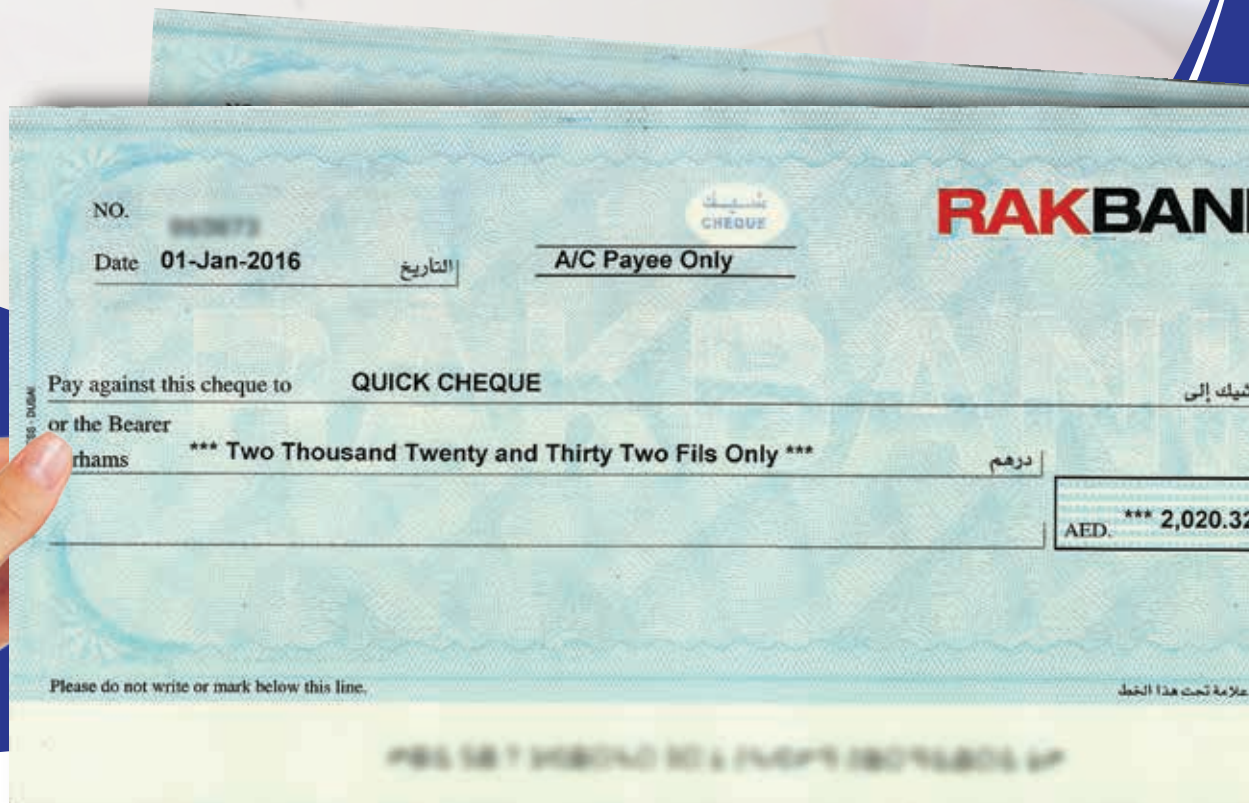 NO.
شيك
CHEQUE
RAKBAN
Date 01-Jan-2016 التاريخ
A/C Payee Only
Pay against this cheque to QUICK CHEQUE شيك إلى
or the Bearer
rhams *** Two Thousand Twenty and Thirty Two Fils Only *** درهم
AED. *** 2,020.32
Please do not write or mark below this line. علامة تحت هذا الخط